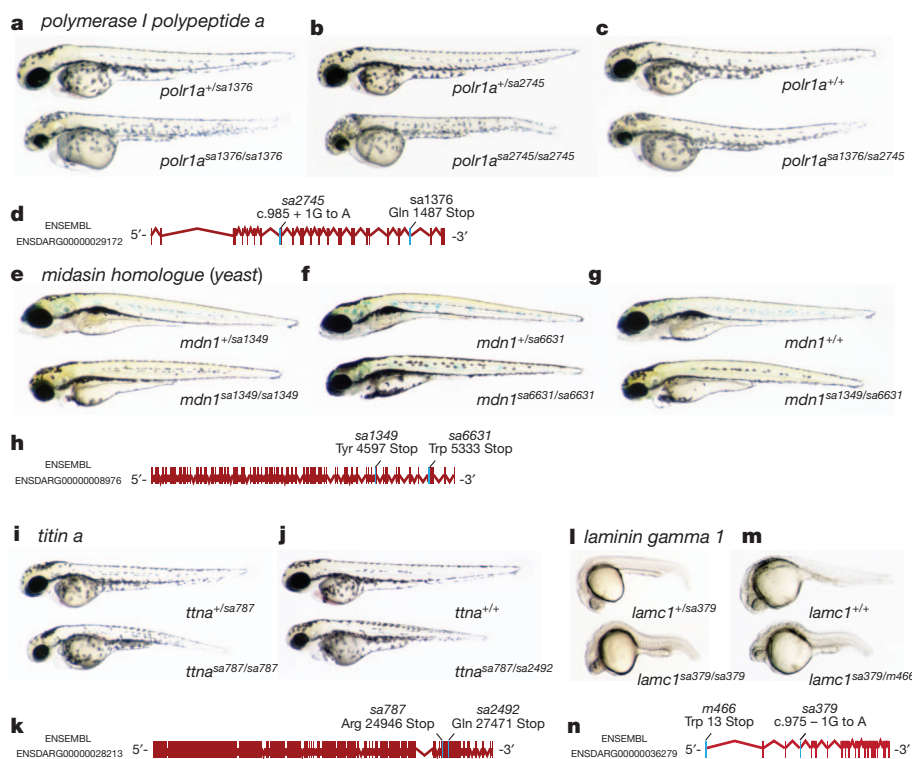 a polymerase I polypeptide a
b
c
polr1a+/sa1376
polr1a+/sa2745
polr1a+/+
polr1asa1376/sa1376
polr1asa2745/sa2745
polr1asa1376/sa2745
d
ENSEMBL
ENSDARG00000029172
5′-
sa2745
c.985 + 1G to A
sa1376
Gln 1487 Stop
-3′
e midasin homologue (yeast)
f
g
mdn1+/sa1349
mdn1+/sa6631
mdn1+/+
mdn1sa1349/sa1349
mdn1sa6631/sa6631
mdn1sa1349/sa6631
h
ENSEMBL
ENSDARG00000008976
5′-
sa1349
Tyr 4597 Stop
sa6631
Trp 5333 Stop
-3′
i titin a
j
l laminin gamma 1
m
ttna+/sa787
ttna+/+
lamc1+/sa379
lamc1+/+
ttnasa787/sa787
ttnasa787/sa2492
lamc1sa379/sa379
lamc1sa379/m466
k
ENSEMBL
ENSDARG00000028213
5′-
sa787
Arg 24946 Stop
sa2492
Gln 27471 Stop
-3′
n
ENSEMBL
ENSDARG00000036279
5′-
m466
Trp 13 Stop
sa379
c.975 − 1G to A
-3′